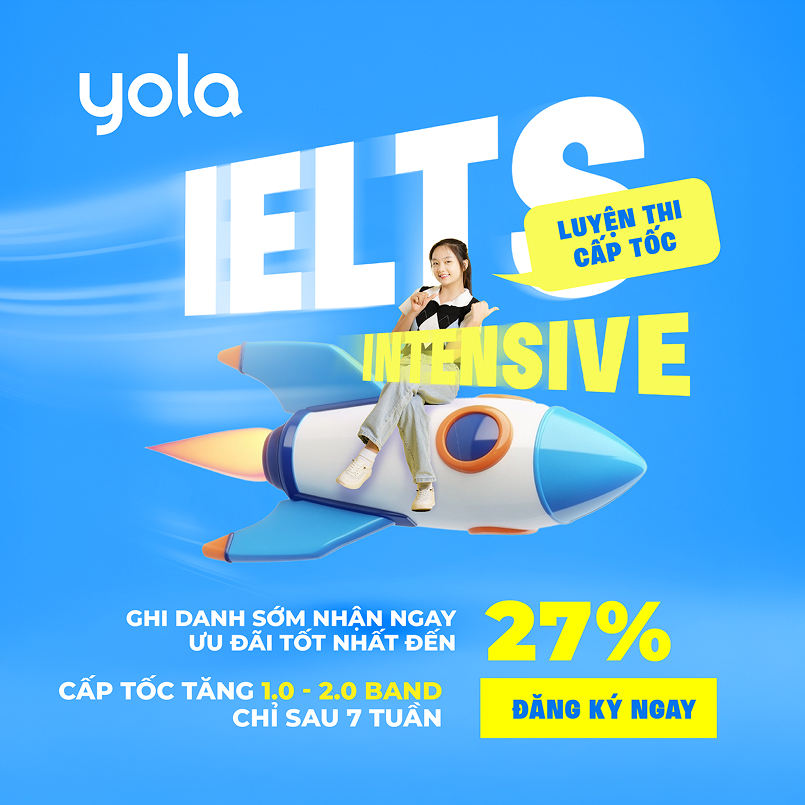 yola
IELTS
LUYỆN THI
CẤP TỐC
INTENSIVE
GHI DANH SỚM NHẬN NGAY
ƯU ĐÃI TỐT NHẤT ĐẾN
27%
CẤP TỐC TĂNG 1.0 - 2.0 BAND
CHỈ SAU 7 TUẦN
ĐĂNG KÝ NGAY